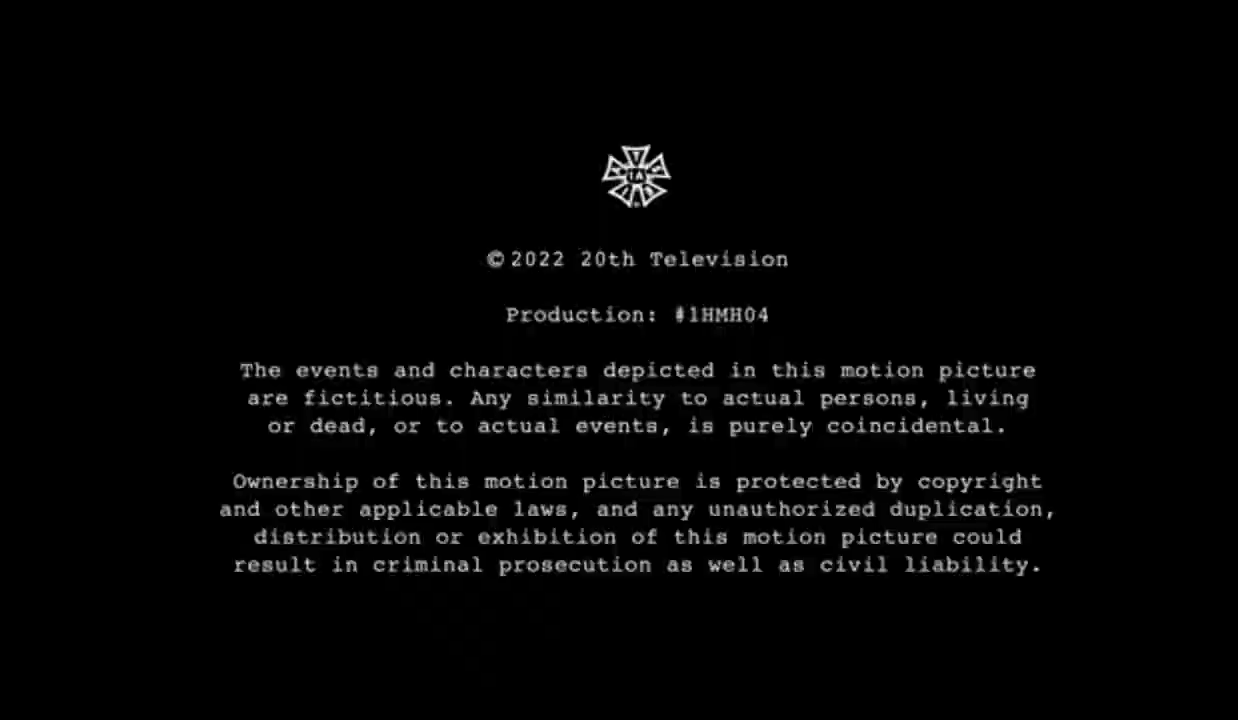 IA
T
S
©2022 20th Television
Production: #1HMH04
The events and characters depicted in this motion picture
are fictitious. Any similarity to actual persons, living
or dead, or to actual events, is purely coincidental.
Ownership of this motion picture is protected by copyright
and other applicable laws, and any unauthorized duplication,
distribution or exhibition of this motion picture could
result in criminal prosecution as well as civil liability.